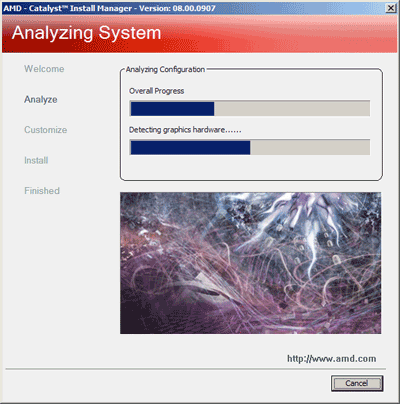 AMD - Catalyst™ Install Manager - Version: 08.00.0907
Analyzing System
Welcome
Analyze
Customize
Install
Finished
Analyzing Configuration
Overall Progress
Detecting graphics hardware......
http://www.amd.com
Cancel